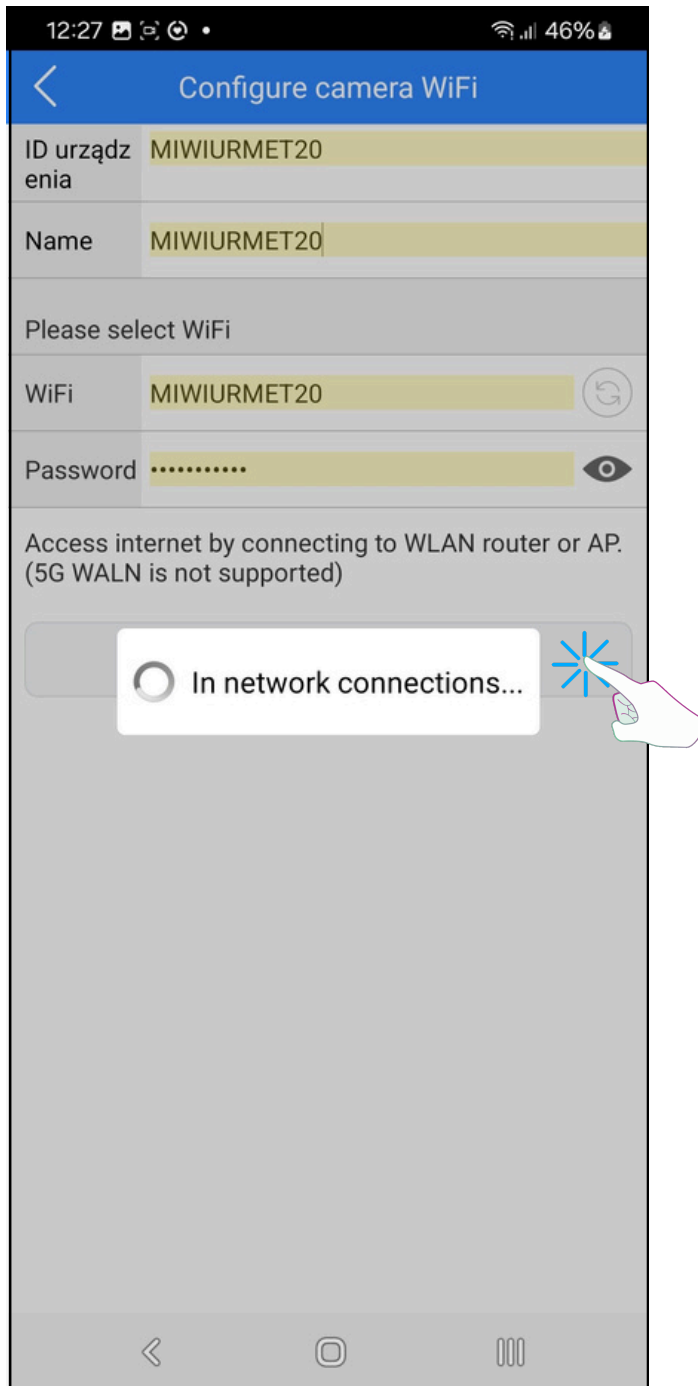 12:27 46%
Configure camera WiFi
ID urządz MIWIURMET20
enia
Name MIWIURMET20
Please select WiFi
WiFi MIWIURMET20
Password •••••••••••
Access internet by connecting to WLAN router or AP.
(5G WALN is not supported)
In network connections...